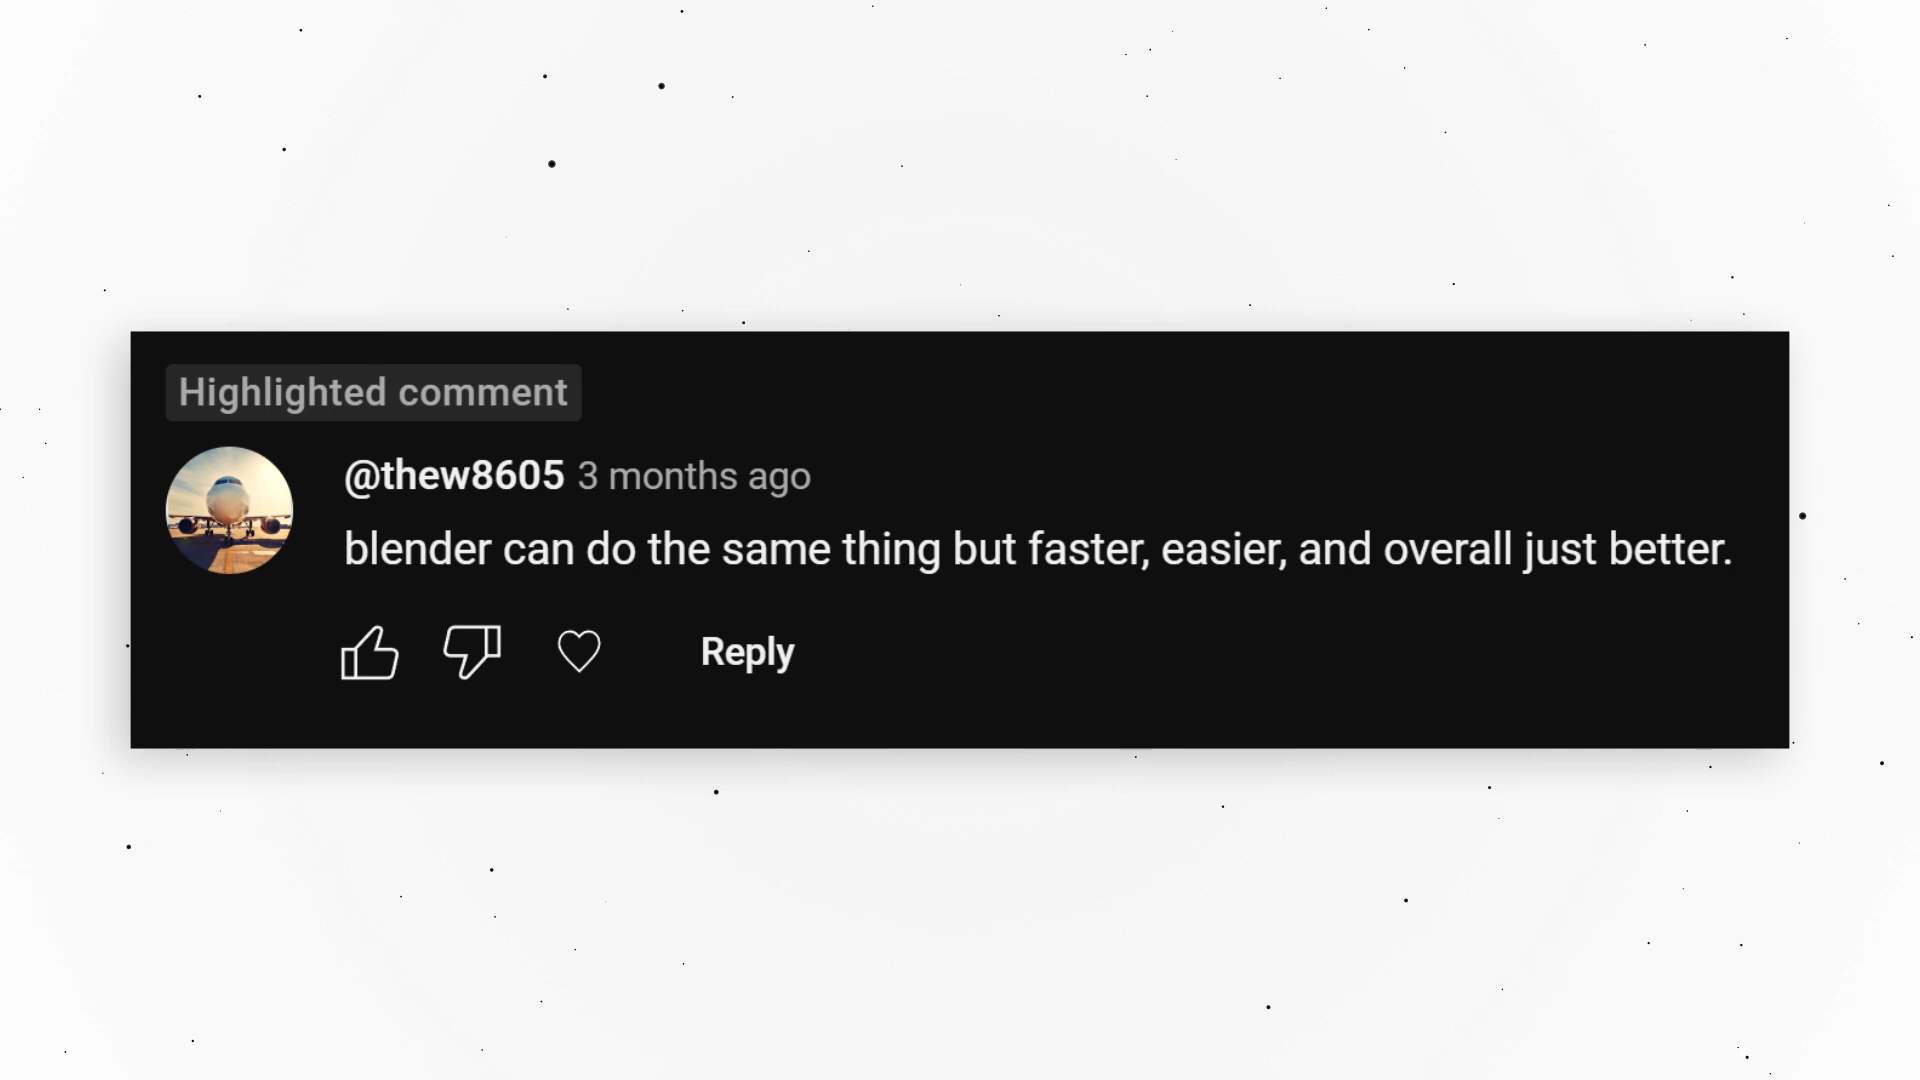 Highlighted comment
@thew8605 3 months ago
blender can do the same thing but faster, easier, and overall just better.
Reply